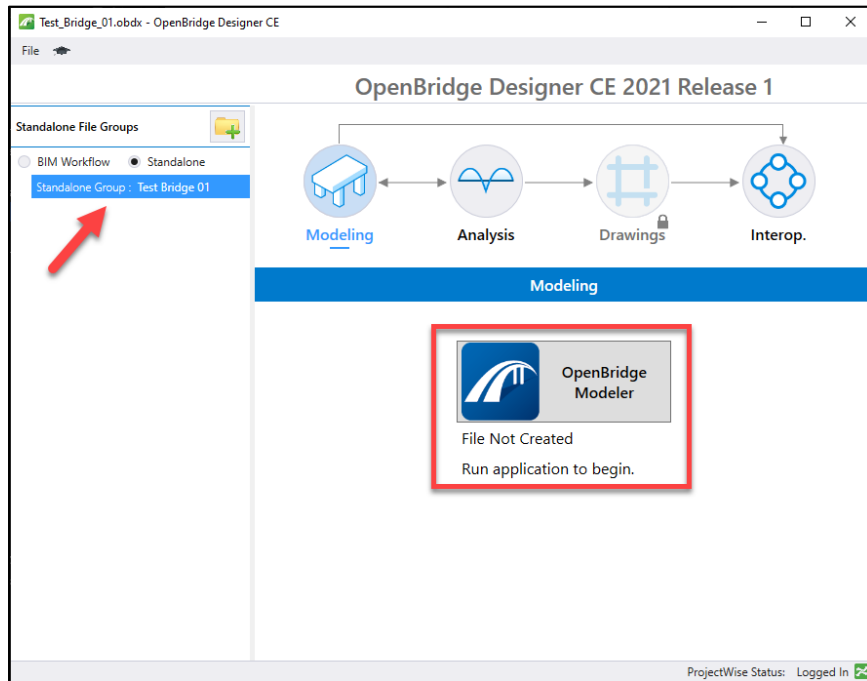 Test_Bridge_01.obdx - OpenBridge Designer CE
File
OpenBridge Designer CE 2021 Release 1
Standalone File Groups
BIM Workflow Standalone
Standalone Group : Test Bridge 01
Modeling Analysis Drawings Interop.
Modeling
OpenBridge
Modeler
File Not Created
Run application to begin.
ProjectWise Status: Logged In